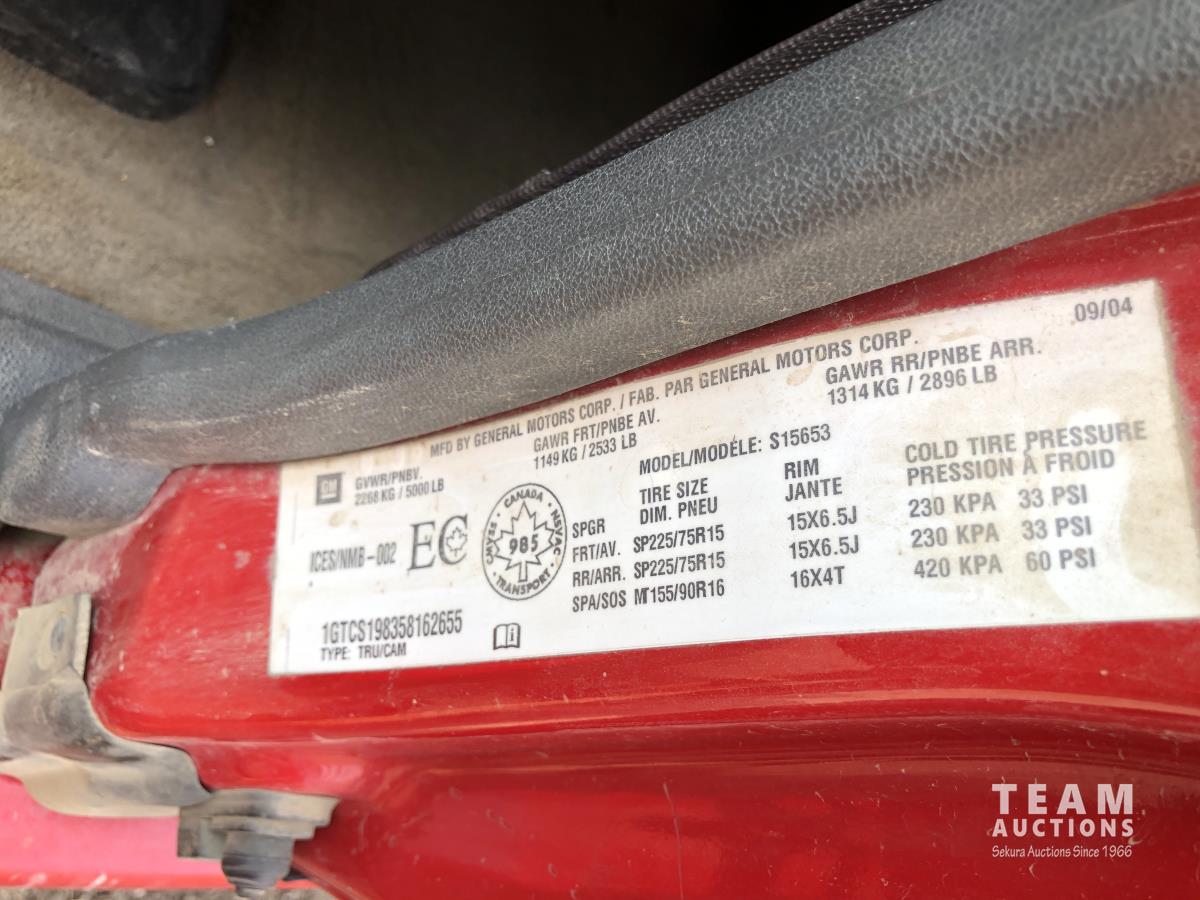 09/04
MFD BY GENERAL MOTORS CORP. / FAB. PAR GENERAL MOTORS CORP.
GM
GVWR/PNBV.
2268 KG / 5000 LB
GAWR FRT/PNBE AV.
1149 KG / 2533 LB
GAWR RR/PNBE ARR.
1314 KG / 2896 LB
MODEL/MODÈLE: S15653
TIRE SIZE RIM COLD TIRE PRESSURE
DIM. PNEU JANTE PRESSION À FROID
SPGR
FRT/AV. SP225/75R15 15X6.5J 230 KPA 33 PSI
RR/ARR. SP225/75R15 15X6.5J 230 KPA 33 PSI
SPA/SOS MT155/90R16 16X4T 420 KPA 60 PSI
ICES/NMB-002 EC
CANADA
NSVAC
985
SVMAC
TRANSPORT
1GTCS198358162655
TYPE: TRU/CAM
i
TEAM
AUCTIONS
Sekura Auctions Since 1966